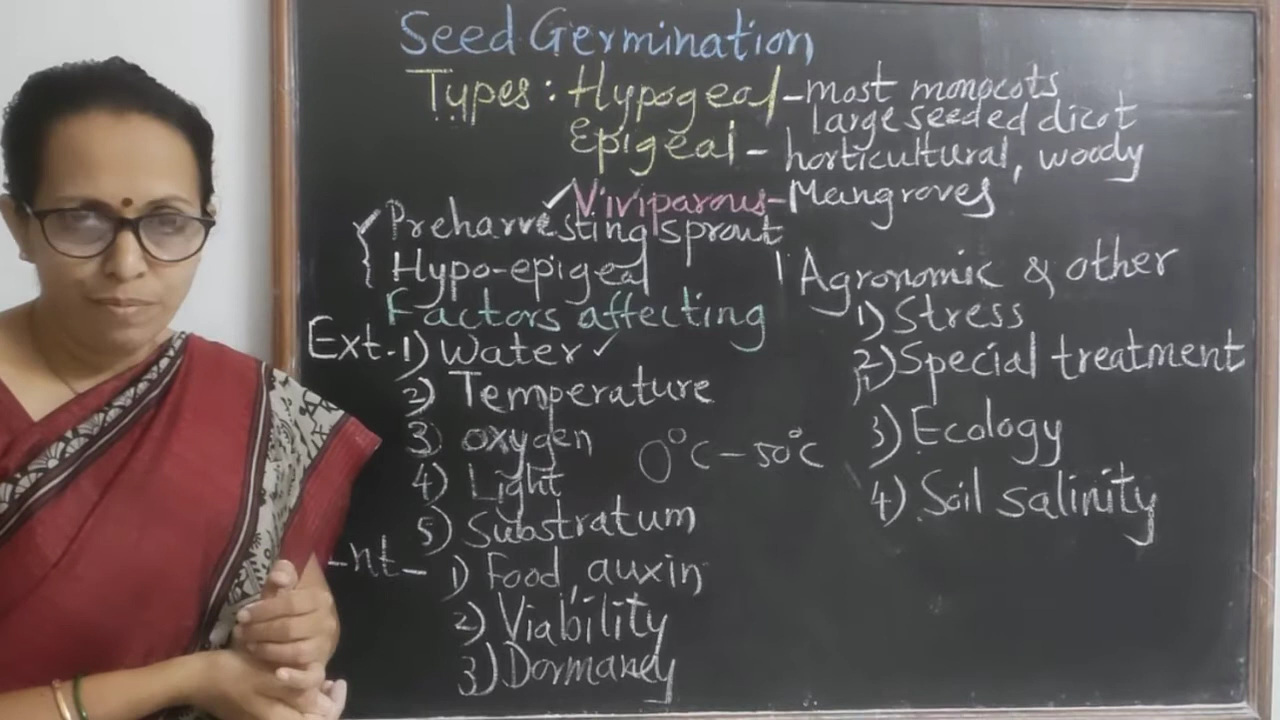 Seed Germination
Types: Hypogeal - most monocots
large seeded dicot
Epigeal - horticultural, woody
✓Viviparous - Mangroves
Preharvesting sprout
Hypo-epigeal
Factors affecting
Ext. 1) Water ✓
2) Temperature
3) oxygen
0°C - 50°C
4) Light
5) Substratum
nt - 1) Food, auxin
2) Viability
3) Dormancy
Agronomic & other
1) Stress
2) Special treatment
3) Ecology
4) Soil salinity